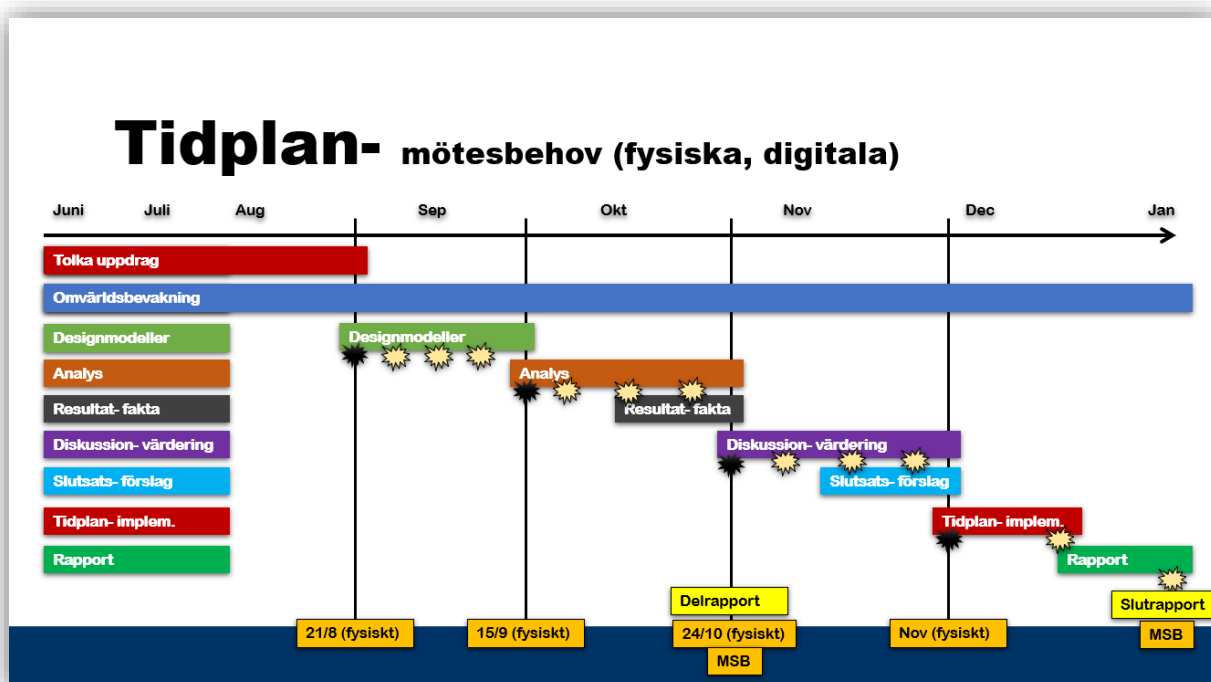 Tidplan- mötesbehov (fysiska, digitala)
Juni Juli Aug Sep Okt Nov Dec Jan
Tolka uppdrag
Omvärldsbevakning
Designmodeller Designmodeller
Analys Analys
Resultat- fakta Resultat- fakta
Diskussion- värdering Diskussion- värdering
Slutsats- förslag Slutsats- förslag
Tidplan- implem. Tidplan- implem.
Rapport Rapport
Delrapport Slutrapport
21/8 (fysiskt) 15/9 (fysiskt) 24/10 (fysiskt) Nov (fysiskt) MSB
MSB